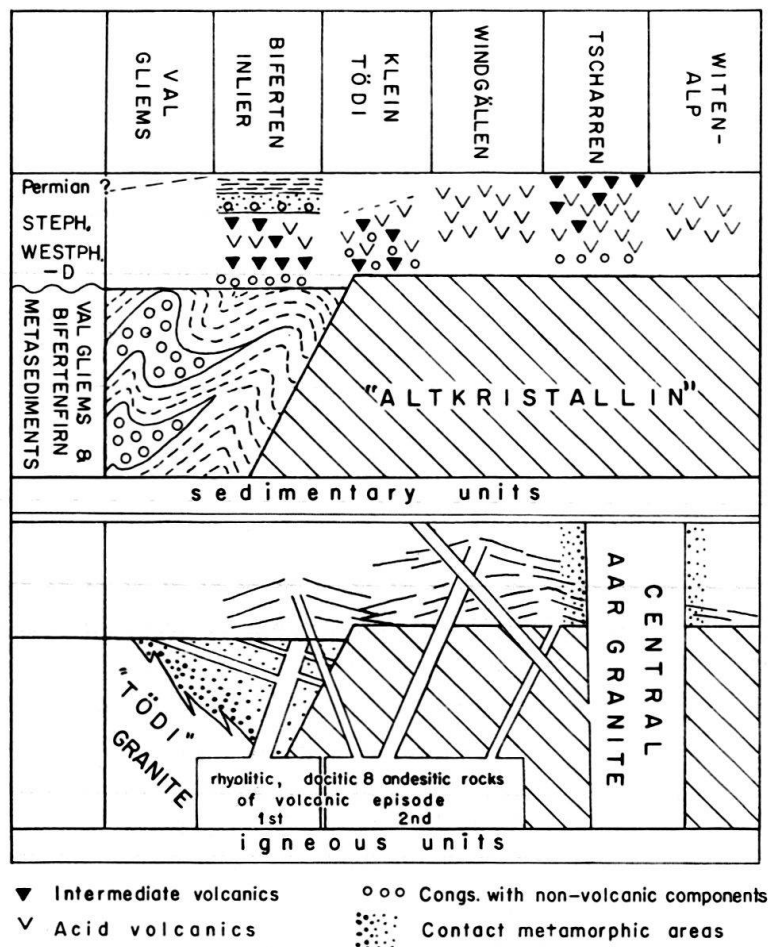 VAL
GLIEMS
BIFERTEN
INLIER
KLEIN
TÖDI
WINDGÄLLEN
TSCHARREN
WITEN-
ALP
Permian ?
STEPH.
WESTPH.
-D
VAL GLIEMS &
BIFERTENFIRN
METASEDIMENTS
"ALTKRISTALLIN"
sedimentary units
"TÖDI"
GRANITE
CENTRAL
AAR GRANITE
rhyolitic, dacitic & andesitic rocks
of volcanic episode
1st 2nd
igneous units
Intermediate volcanics
Acid volcanics
Congs. with non-volcanic components
Contact metamorphic areas